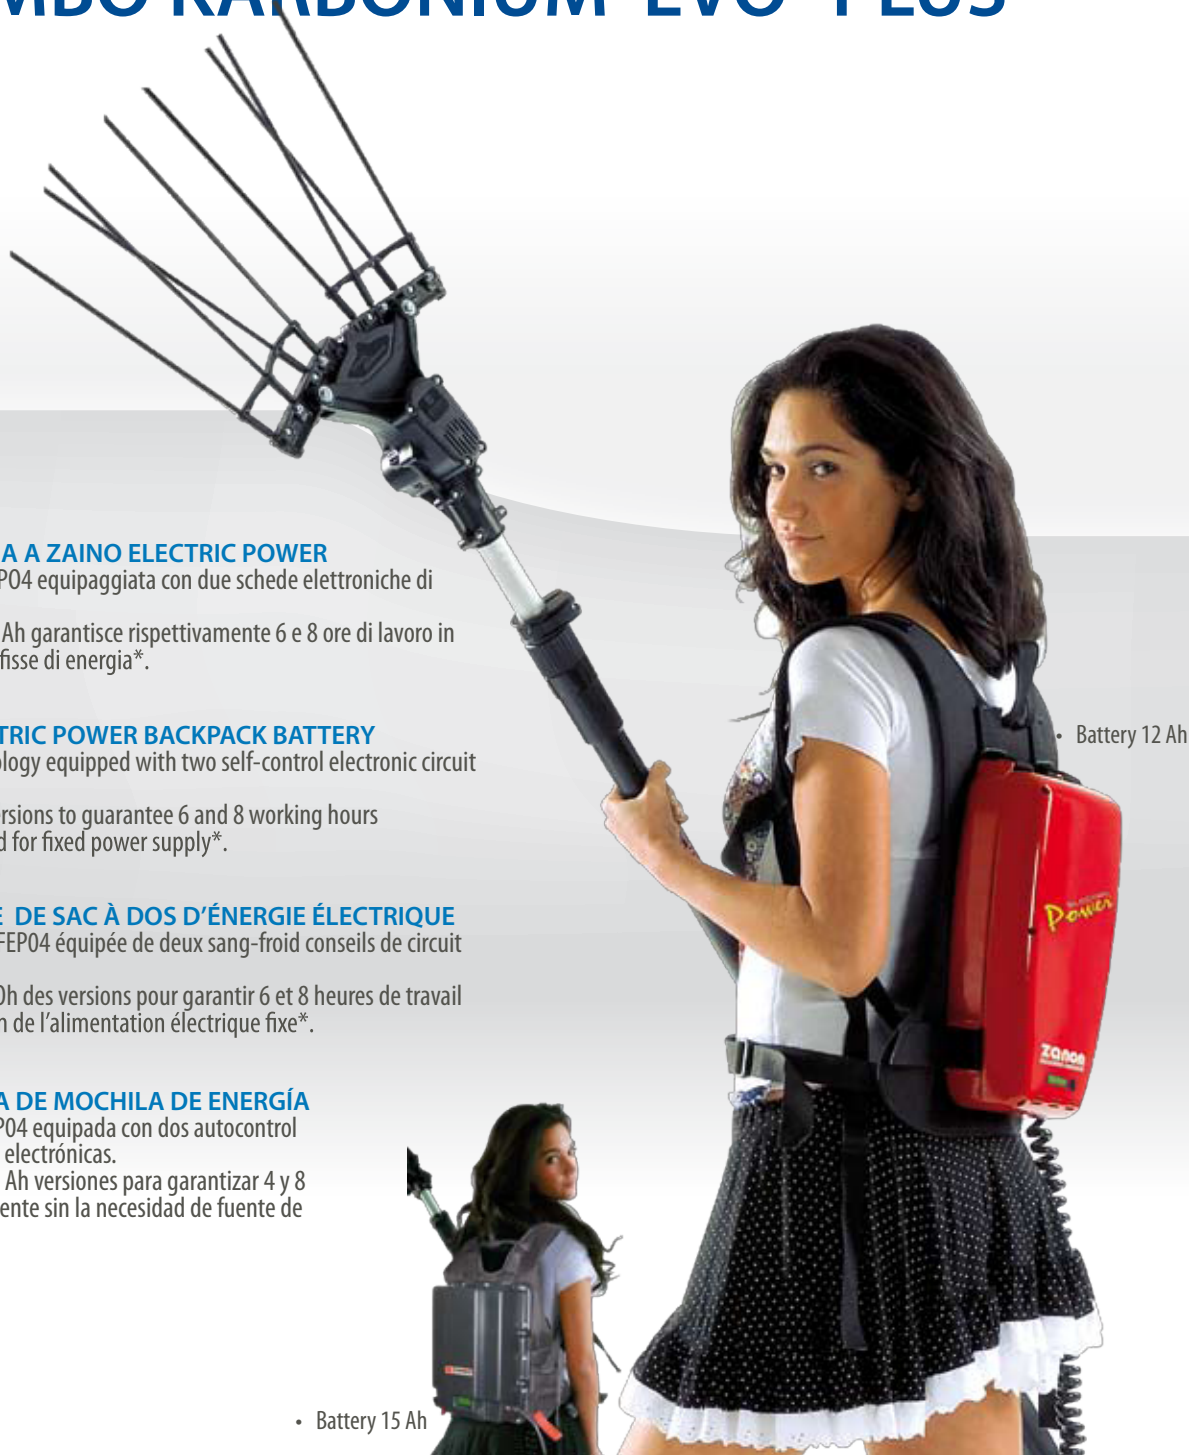 MBO KARBONIUM EVO PLUS
A A ZAINO ELECTRIC POWER
PO4 equipaggiata con due schede elettroniche di
Ah garantisce rispettivamente 6 e 8 ore di lavoro in
fisse di energia*.
TRIC POWER BACKPACK BATTERY
ology equipped with two self-control electronic circuit
ersions to guarantee 6 and 8 working hours
d for fixed power supply*.
• Battery 12 Ah
E DE SAC À DOS D’ÉNERGIE ÉLECTRIQUE
FEPO4 équipée de deux sang-froid conseils de circuit
Oh des versions pour garantir 6 et 8 heures de travail
n de l’alimentation électrique fixe*.
Power
zanon
A DE MOCHILA DE ENERGÍA
PO4 equipada con dos autocontrol
electrónicas.
Ah versiones para garantizar 4 y 8
ente sin la necesidad de fuente de
• Battery 15 Ah